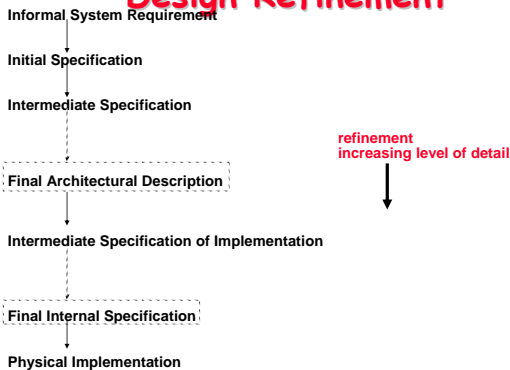 Design Refinement
Informal System Requirement
Initial Specification
Intermediate Specification
refinement
increasing level of detail
Final Architectural Description
Intermediate Specification of Implementation
Final Internal Specification
Physical Implementation